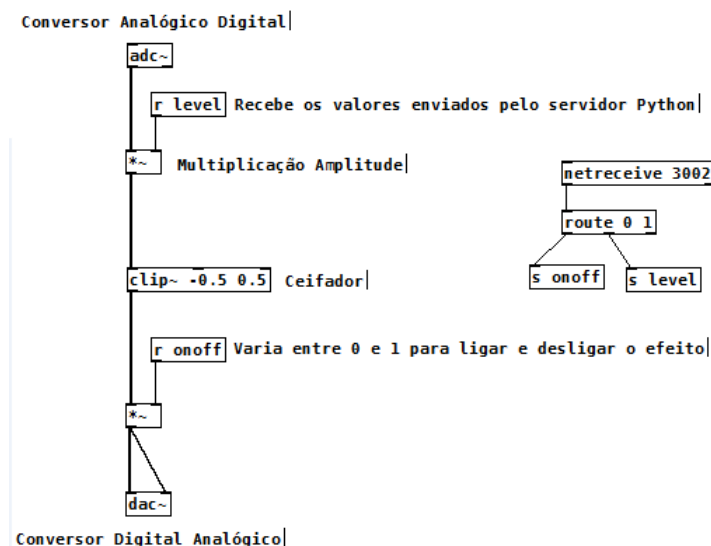 Conversor Analógico Digital
adc~
r level Recebe os valores enviados pelo servidor Python
*~ Multiplicação Amplitude
netreceive 3002
route 0 1
s onoff s level
clip~ -0.5 0.5 Ceifador
r onoff Varia entre 0 e 1 para ligar e desligar o efeito
*~
dac~
Conversor Digital Analógico